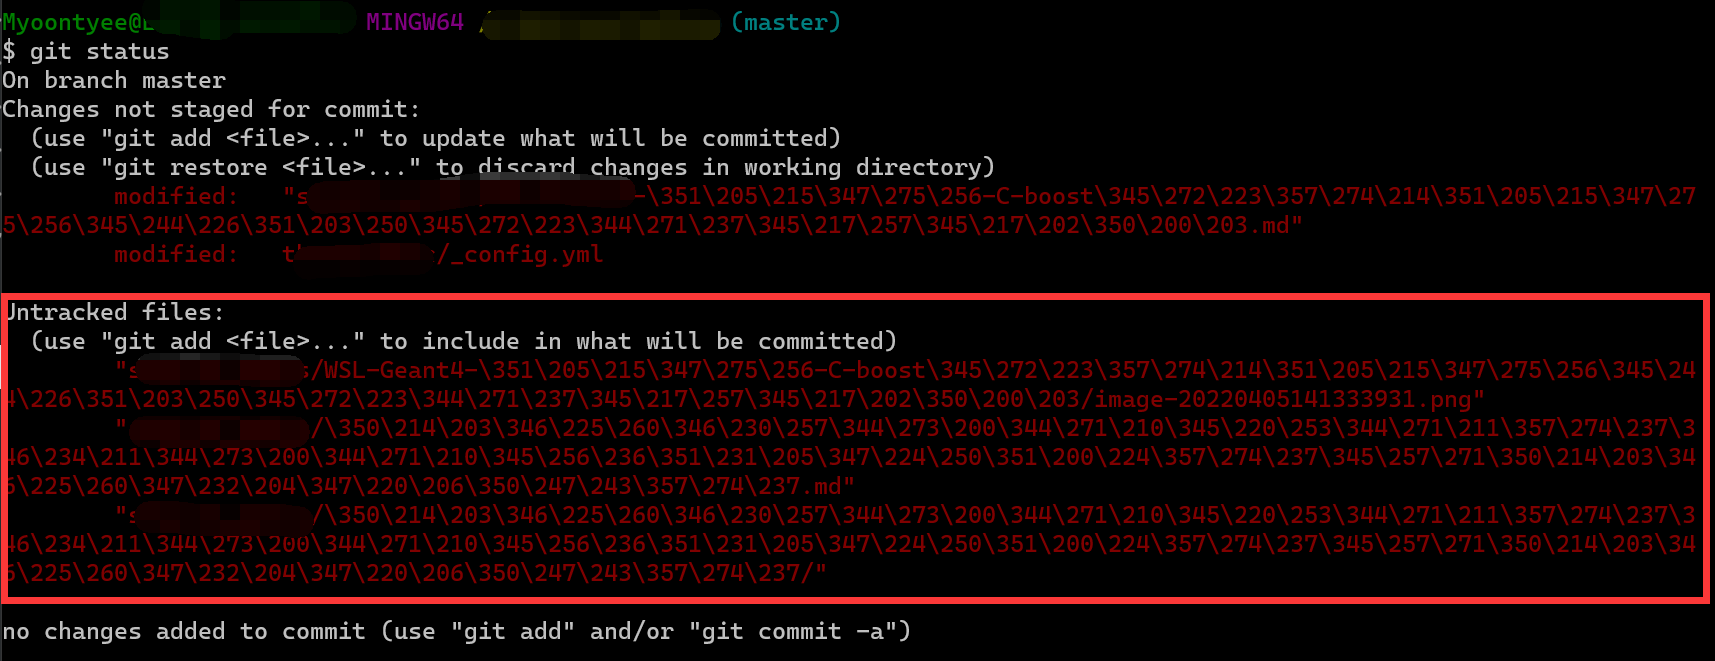 Myoontyee@ MINGW64 (master)
$ git status
On branch master
Changes not staged for commit:
  (use "git add <file>..." to update what will be committed)
  (use "git restore <file>..." to discard changes in working directory)
        modified:   "s -\351\205\215\347\275\256-C-boost\345\272\223\357\274\214\351\205\215\347\27
5\256\345\244\226\351\203\250\345\272\223\344\271\237\345\217\257\345\217\202\350\200\203.md"
        modified:   t /_config.yml
Untracked files:
  (use "git add <file>..." to include in what will be committed)
        "s s/WSL-Geant4-\351\205\215\347\275\256-C-boost\345\272\223\357\274\214\351\205\215\347\275\256\345\24
4\226\351\203\250\345\272\223\344\271\237\345\217\257\345\217\202\350\200\203/image-20220405141333931.png"
        " /\350\214\203\346\225\260\346\230\257\344\273\200\344\271\210\345\220\253\344\271\211\357\274\237\3
46\234\211\344\273\200\344\271\210\345\256\236\351\231\205\347\224\250\351\200\224\357\274\237\345\257\271\350\214\203\34
6\225\260\347\232\204\347\220\206\350\247\243\357\274\237.md"
        "s /\350\214\203\346\225\260\346\230\257\344\273\200\344\271\210\345\220\253\344\271\211\357\274\237\3
46\234\211\344\273\200\344\271\210\345\256\236\351\231\205\347\224\250\351\200\224\357\274\237\345\257\271\350\214\203\34
6\225\260\347\232\204\347\220\206\350\247\243\357\274\237/"
no changes added to commit (use "git add" and/or "git commit -a")